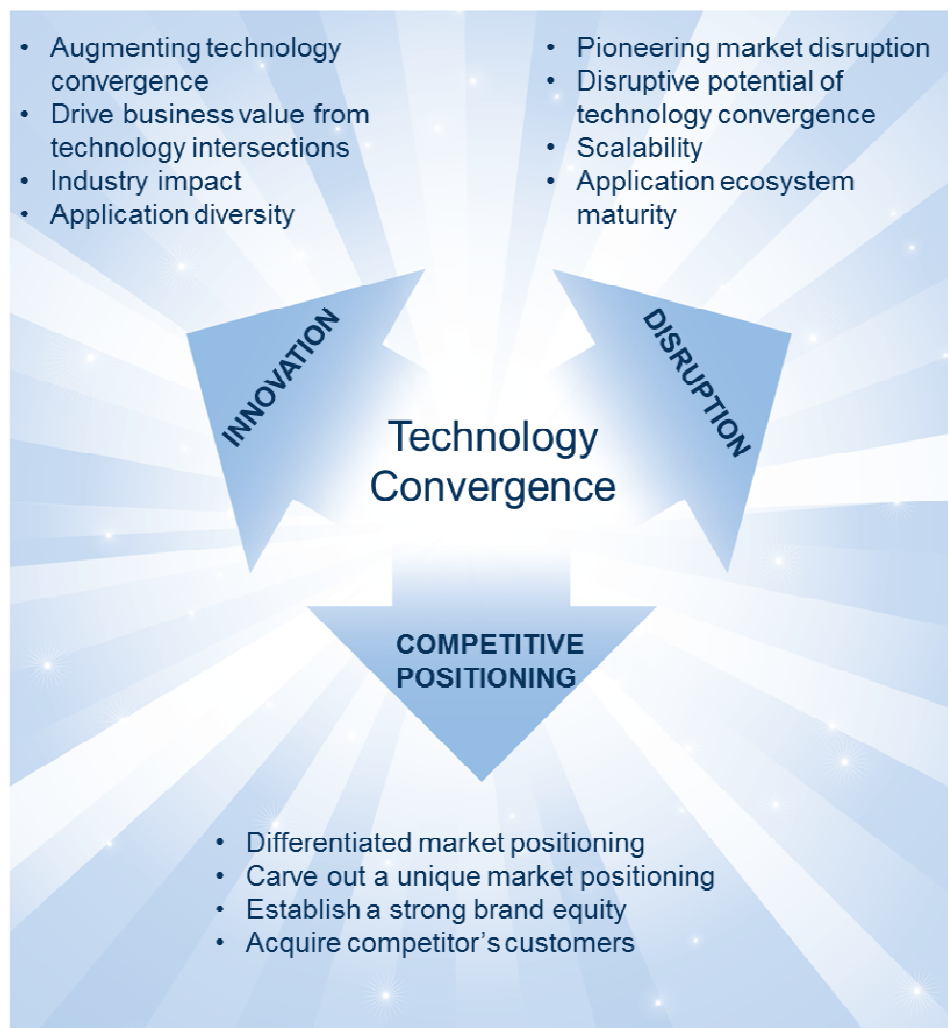 • Augmenting technology
convergence
• Drive business value from
technology intersections
• Industry impact
• Application diversity
• Pioneering market disruption
• Disruptive potential of
technology convergence
• Scalability
• Application ecosystem
maturity
INNOVATION
DISRUPTION
Technology
Convergence
COMPETITIVE
POSITIONING
• Differentiated market positioning
• Carve out a unique market positioning
• Establish a strong brand equity
• Acquire competitor’s customers